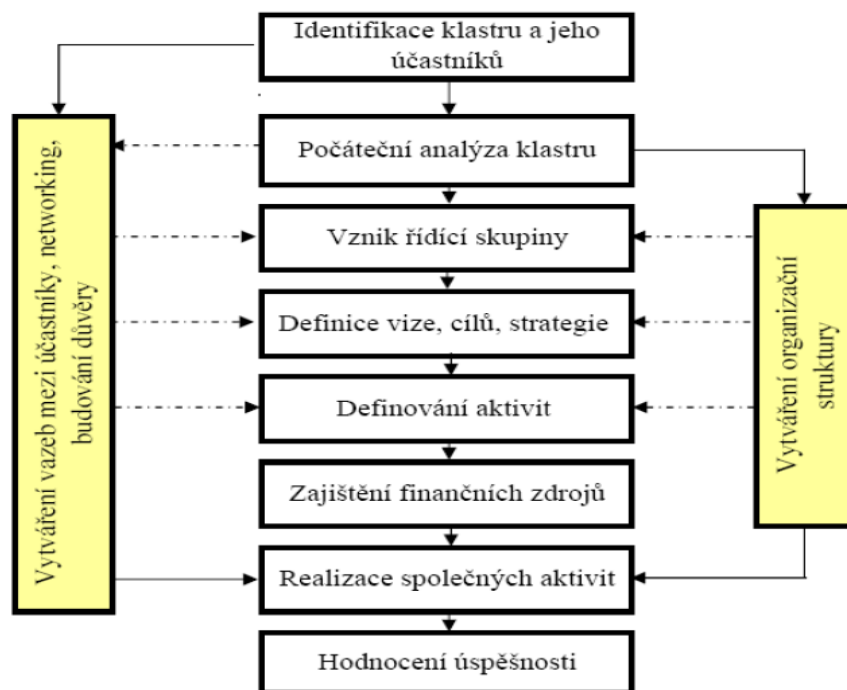 Identifikace klastru a jeho
účastníků
Počáteční analýza klastru
Vznik řídící skupiny
Definice vize, cílů, strategie
Definování aktivit
Zajištění finančních zdrojů
Realizace společných aktivit
Hodnocení úspěšnosti
Vytváření vazeb mezi účastníky, networking,
budování důvěry
Vytváření organizační
struktury